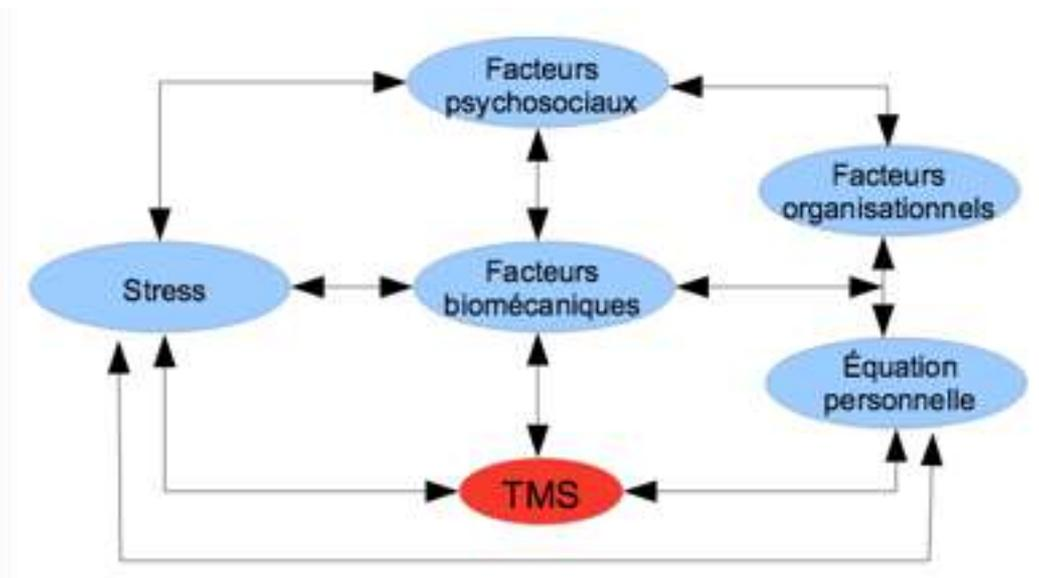 Facteurs
psychosociaux
Facteurs
organisationnels
Stress
Facteurs
biomécaniques
Équation
personnelle
TMS